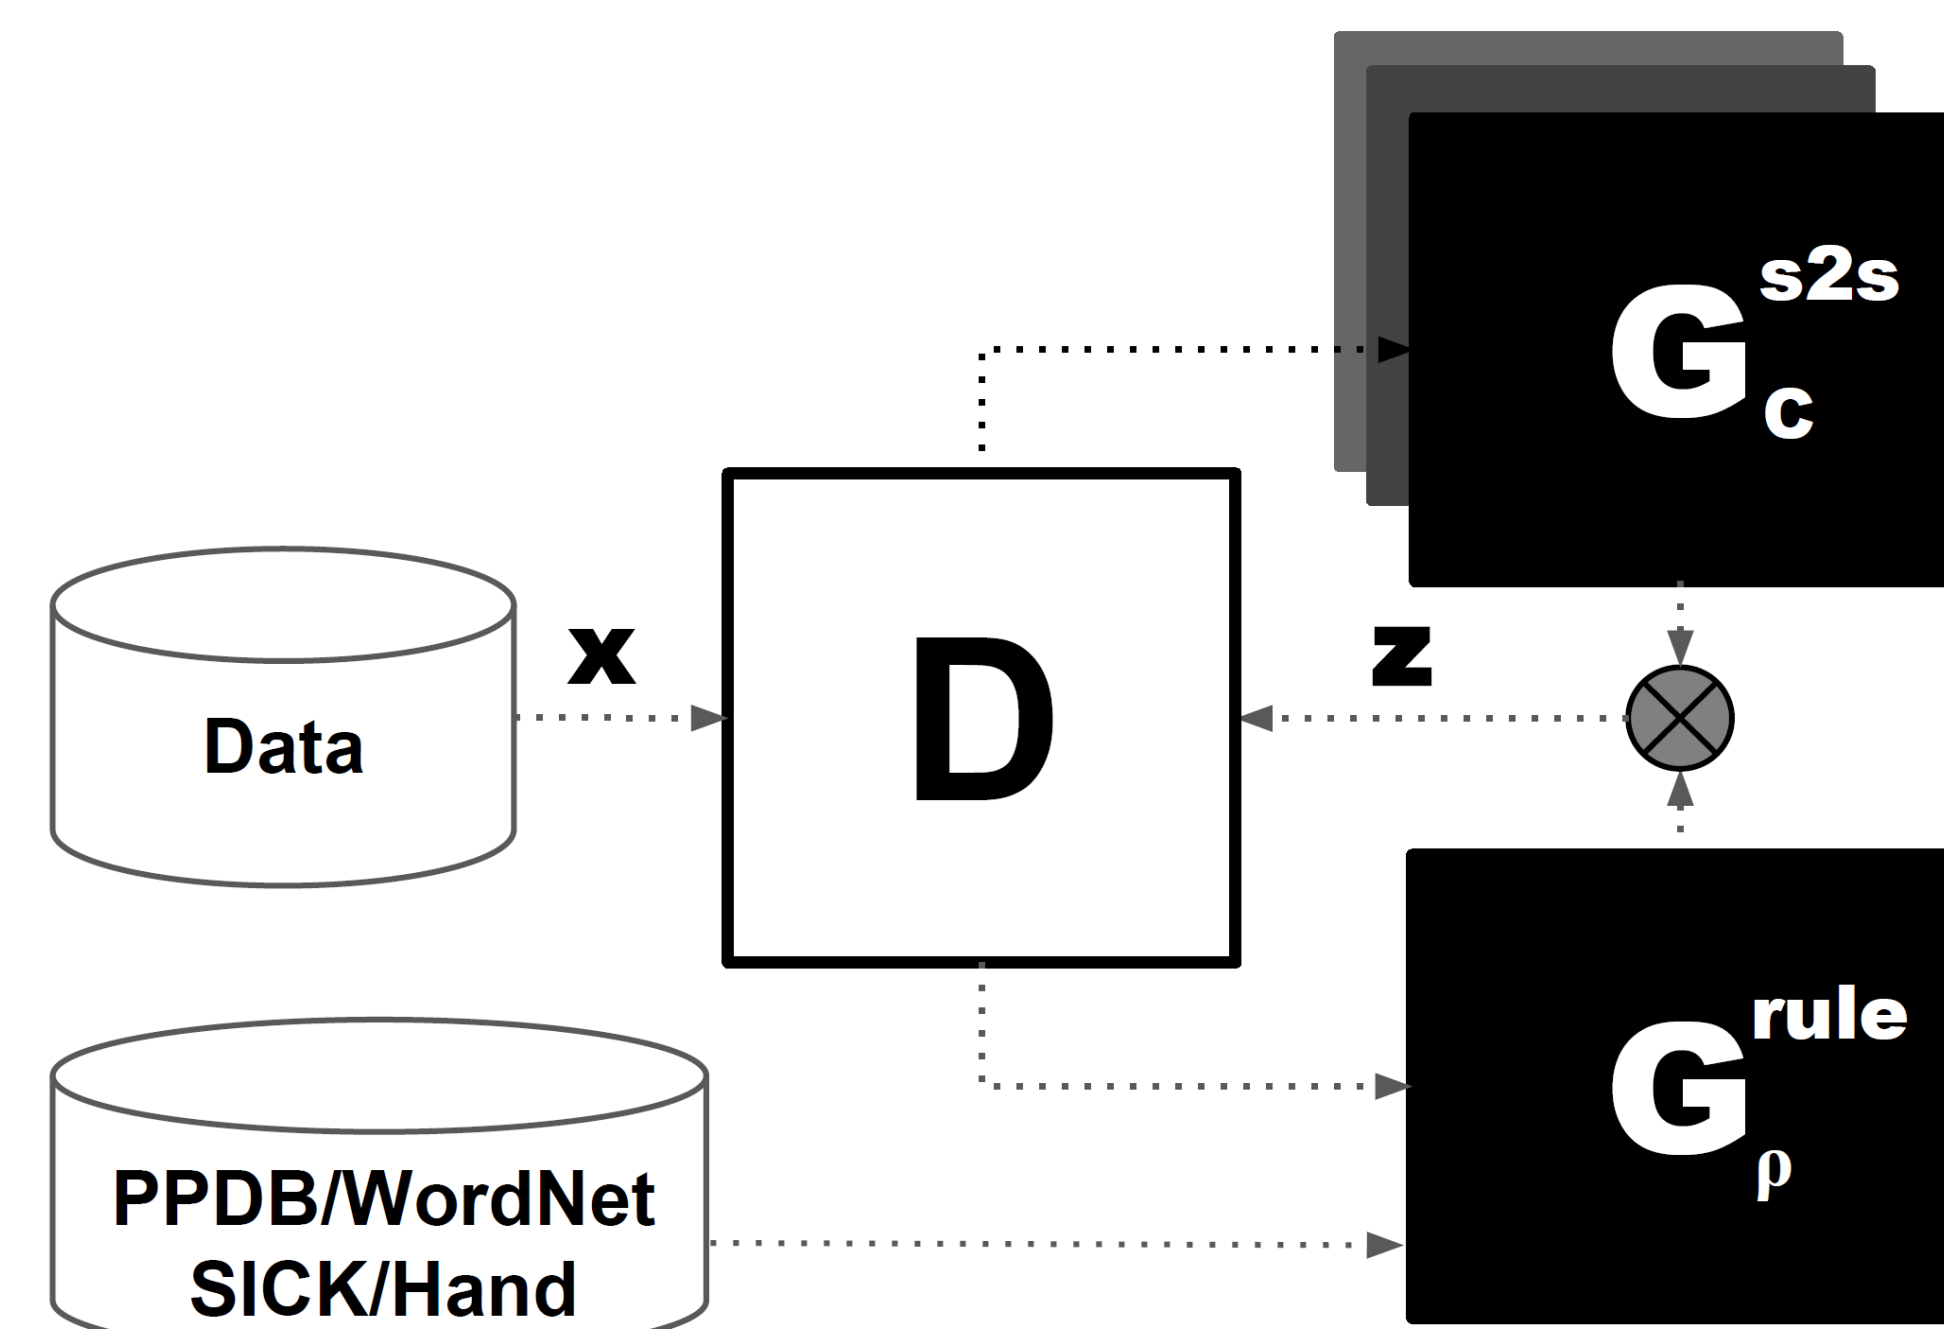 G s2s c
x
z
Data
D
G rule ρ
PPDB/WordNet
SICK/Hand